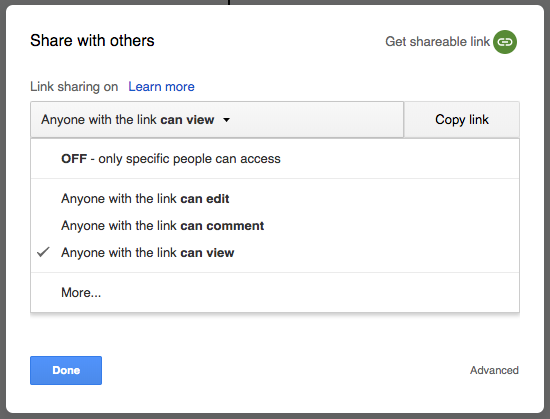 Share with others
Get shareable link
Link sharing on Learn more
Anyone with the link can view
Copy link
OFF - only specific people can access
Anyone with the link can edit
Anyone with the link can comment
Anyone with the link can view
More...
Done
Advanced